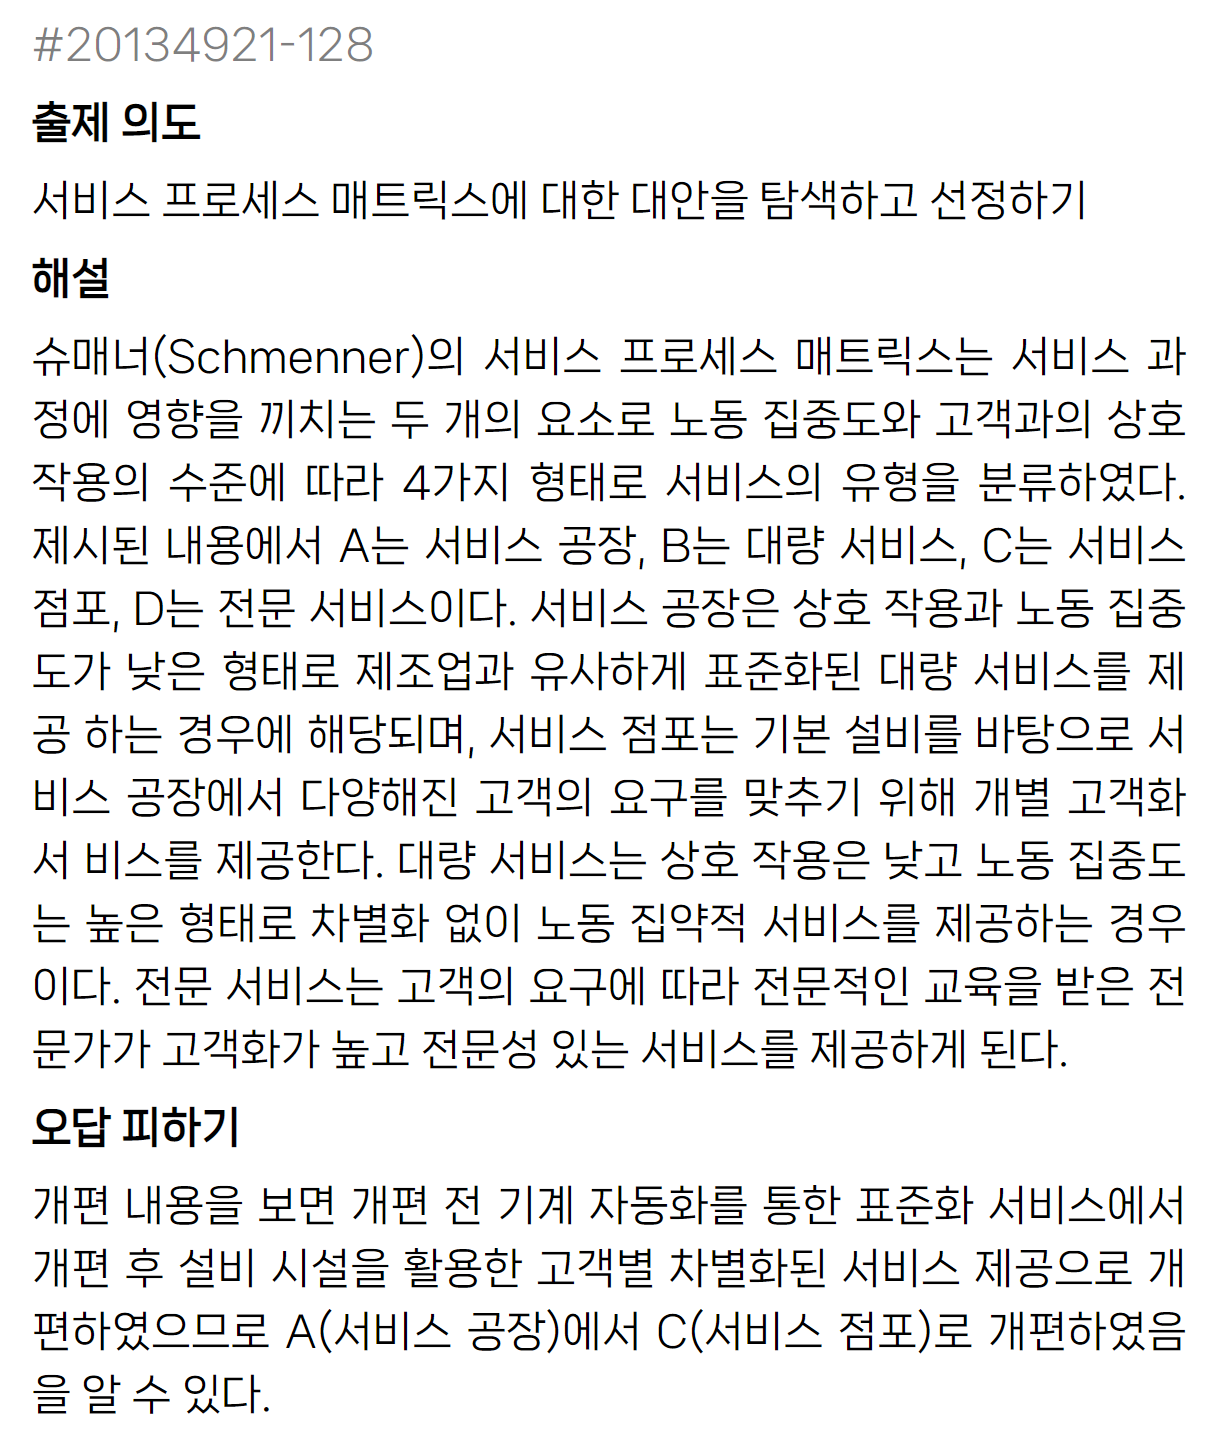 #20134921-128
출제 의도
서비스 프로세스 매트릭스에 대한 대안을 탐색하고 선정하기
해설
슈매너(Schmenner)의 서비스 프로세스 매트릭스는 서비스 과
정에 영향을 끼치는 두 개의 요소로 노동 집중도와 고객과의 상호
작용의 수준에 따라 4가지 형태로 서비스의 유형을 분류하였다.
제시된 내용에서 A는 서비스 공장, B는 대량 서비스, C는 서비스
점포, D는 전문 서비스이다. 서비스 공장은 상호 작용과 노동 집중
도가 낮은 형태로 제조업과 유사하게 표준화된 대량 서비스를 제
공 하는 경우에 해당되며, 서비스 점포는 기본 설비를 바탕으로 서
비스 공장에서 다양해진 고객의 요구를 맞추기 위해 개별 고객화
서 비스를 제공한다. 대량 서비스는 상호 작용은 낮고 노동 집중도
는 높은 형태로 차별화 없이 노동 집약적 서비스를 제공하는 경우
이다. 전문 서비스는 고객의 요구에 따라 전문적인 교육을 받은 전
문가가 고객화가 높고 전문성 있는 서비스를 제공하게 된다.
오답 피하기
개편 내용을 보면 개편 전 기계 자동화를 통한 표준화 서비스에서
개편 후 설비 시설을 활용한 고객별 차별화된 서비스 제공으로 개
편하였으므로 A(서비스 공장)에서 C(서비스 점포)로 개편하였음
을 알 수 있다.